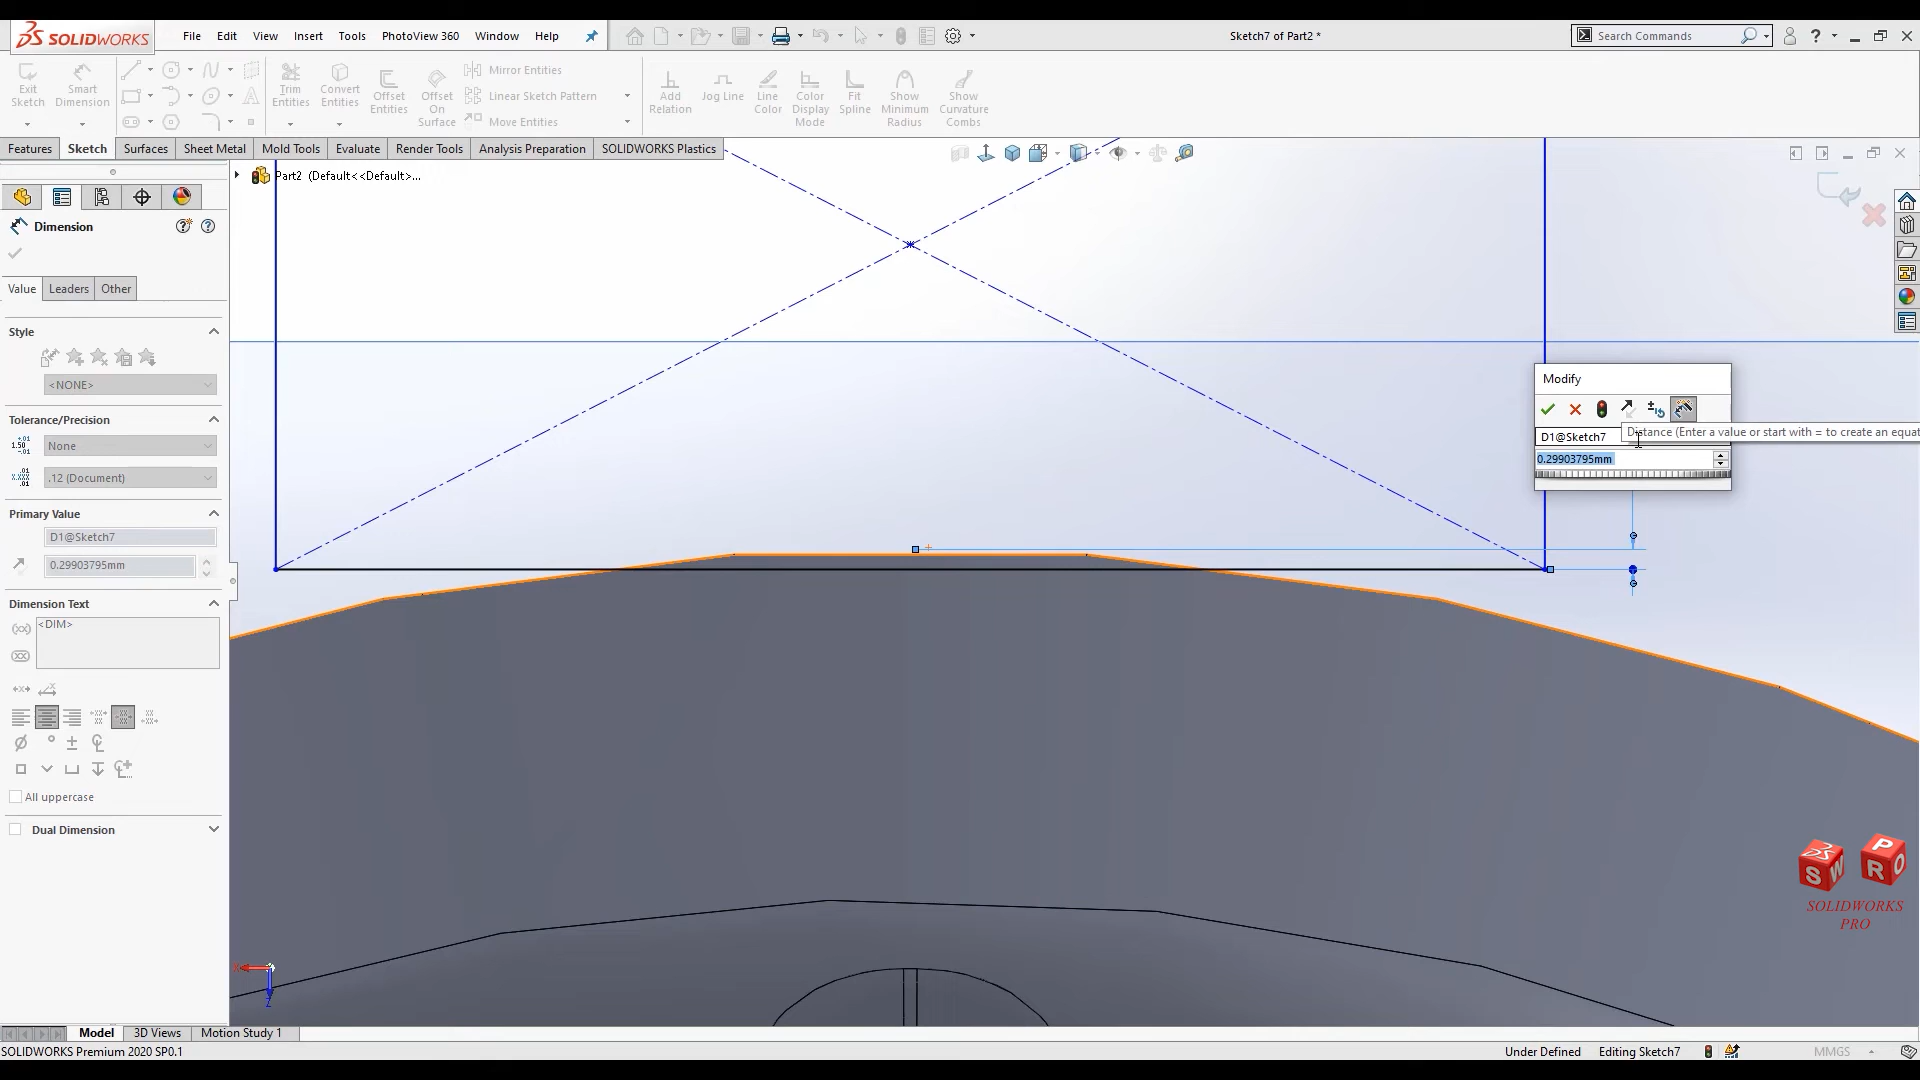 SOLIDWORKS
File Edit View Insert Tools PhotoView 360 Window Help
Sketch7 of Part2 *
Search Commands
Exit Sketch
Smart Dimension
Trim Entities
Convert Entities
Offset Entities
Offset On Surface
Mirror Entities
Linear Sketch Pattern
Move Entities
Add Relation
Jog Line
Line Color
Color Display Mode
Fit Spline
Show Minimum Radius
Show Curvature Combs
Features Sketch Surfaces Sheet Metal Mold Tools Evaluate Render Tools Analysis Preparation SOLIDWORKS Plastics
Part2 (Default<<Default>...
Dimension
Value Leaders Other
Style
<NONE>
Tolerance/Precision
None
.12 (Document)
Primary Value
D1@Sketch7
0.29903795mm
Dimension Text
<DIM>
All uppercase
Dual Dimension
Modify
D1@Sketch7
Distance (Enter a value or start with = to create an equat
0.29903795mm
SW PRO
SOLIDWORKS
PRO
X
Z
Model 3D Views Motion Study 1
SOLIDWORKS Premium 2020 SP0.1
Under Defined Editing Sketch7 MMGS